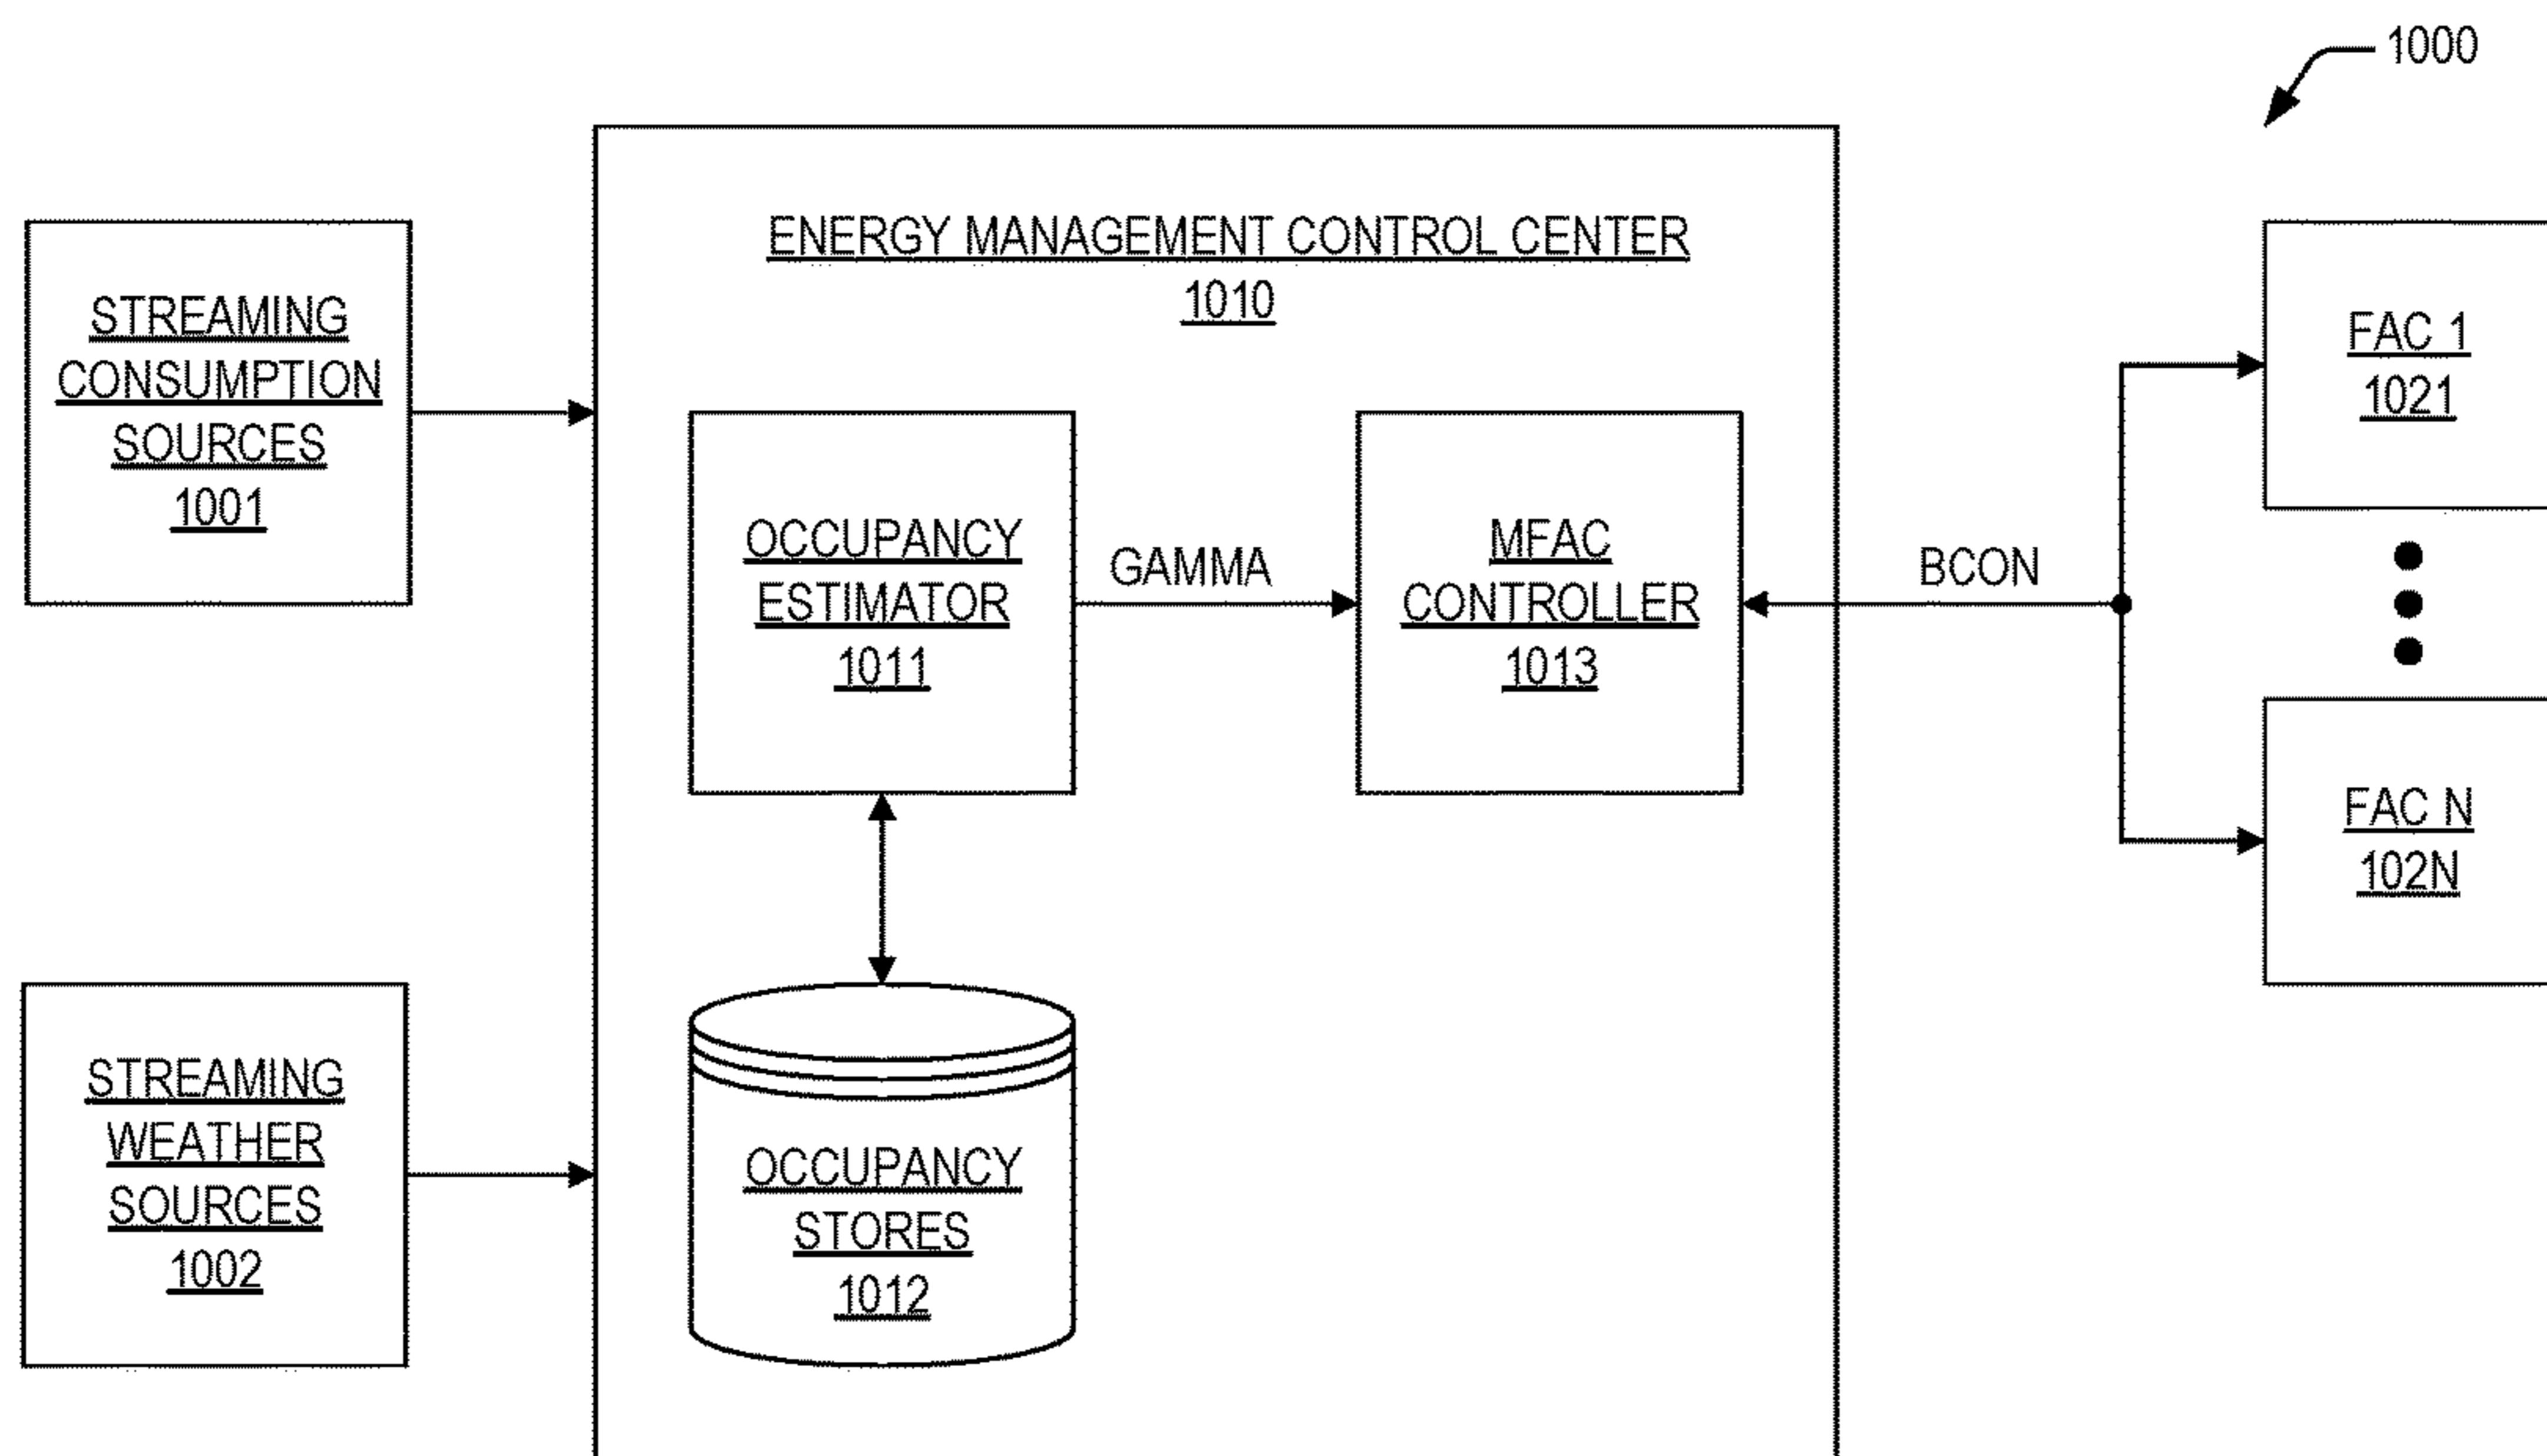 1000
ENERGY MANAGEMENT CONTROL CENTER
1010
STREAMING
CONSUMPTION
SOURCES
1001
OCCUPANCY
ESTIMATOR
1011
GAMMA
MFAC
CONTROLLER
1013
BCON
FAC 1
1021
FAC N
102N
STREAMING
WEATHER
SOURCES
1002
OCCUPANCY
STORES
1012